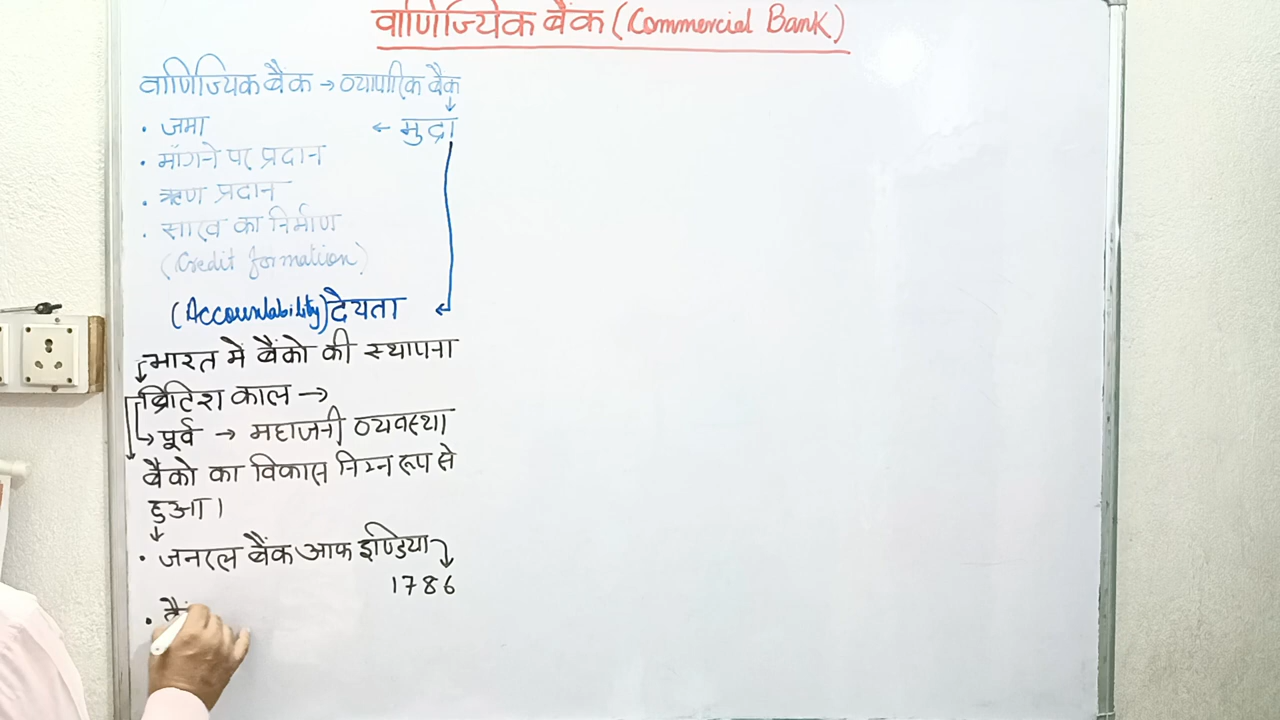 वाणिज्यिक बैंक (Commercial Bank)
वाणिज्यिक बैंक → व्यापारिक बैंक
↓
• जमा ← मुद्रा
• माँगने पर प्रदान
• ऋण प्रदान
• साख का निर्माण
(Credit formation)
(Accountability) देयता ←
भारत में बैंको की स्थापना
ब्रिटिश काल →
↳ पूर्व → महाजनी व्यवस्था
बैंको का विकास निम्न रूप से
हुआ।
↓
• जनरल बैंक आफ इण्डिया
1786
•